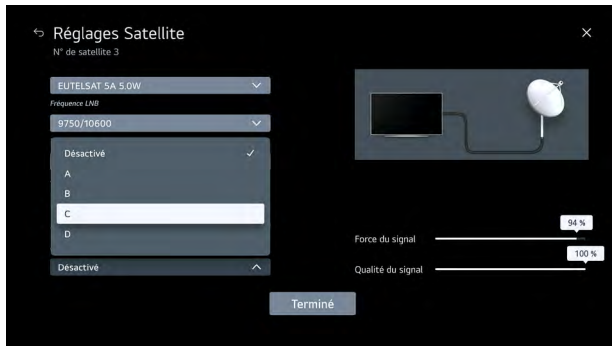 Réglages Satellite
N° de satellite 3
EUTELSAT 5A 5.0W
Fréquence LNB
9750/10600
Désactivé
A
B
C
D
Désactivé
94 %
Force du signal
100 %
Qualité du signal
Terminé